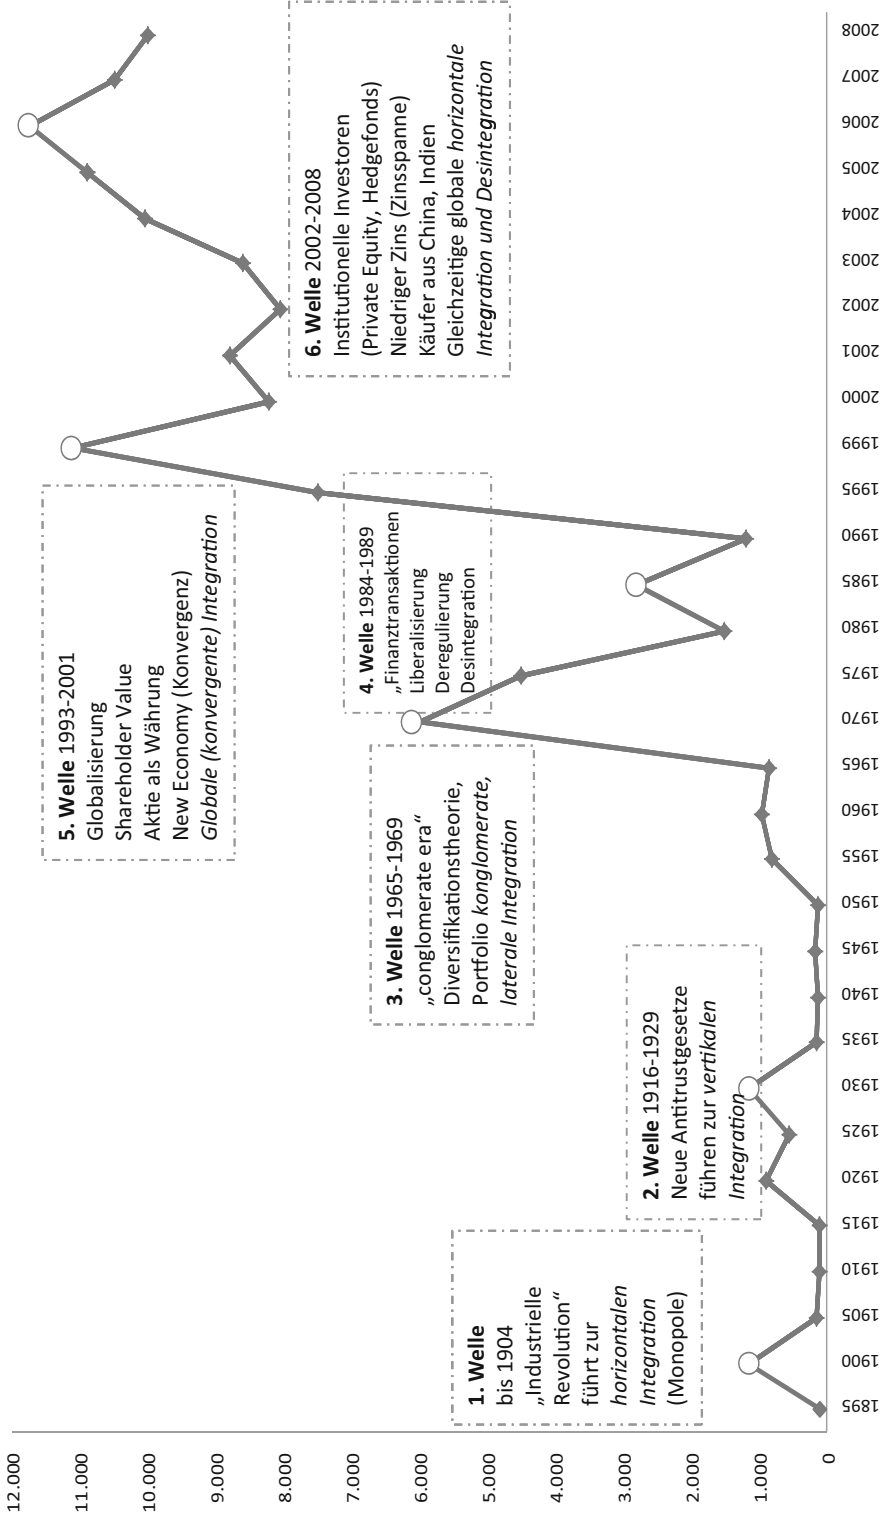 12.000
11.000
10.000
9.000
8.000
7.000
6.000
5.000
4.000
3.000
2.000
1.000
0
1. Welle
bis 1904
„Industrielle
Revolution“
führt zur
horizontalen
Integration
(Monopole)
2. Welle 1916-1929
Neue Antitrustgesetze
führen zur vertikalen
Integration
3. Welle 1965-1969
„conglomerate era“
Diversifikationstheorie,
Portfolio konglomerate,
laterale Integration
4. Welle 1984-1989
„Finanztransaktionen
Liberalisierung
Deregulierung
Desintegration
5. Welle 1993-2001
Globalisierung
Shareholder Value
Aktie als Währung
New Economy (Konvergenz)
Globale (konvergente) Integration
6. Welle 2002-2008
Institutionelle Investoren
(Private Equity, Hedgefonds)
Niedriger Zins (Zinsspanne)
Käufer aus China, Indien
Gleichzeitige globale horizontale
Integration und Desintegration
1895
1900
1905
1910
1915
1920
1925
1930
1935
1940
1945
1950
1955
1960
1965
1970
1975
1980
1985
1990
1995
1999
2000
2001
2002
2003
2004
2005
2006
2007
2008